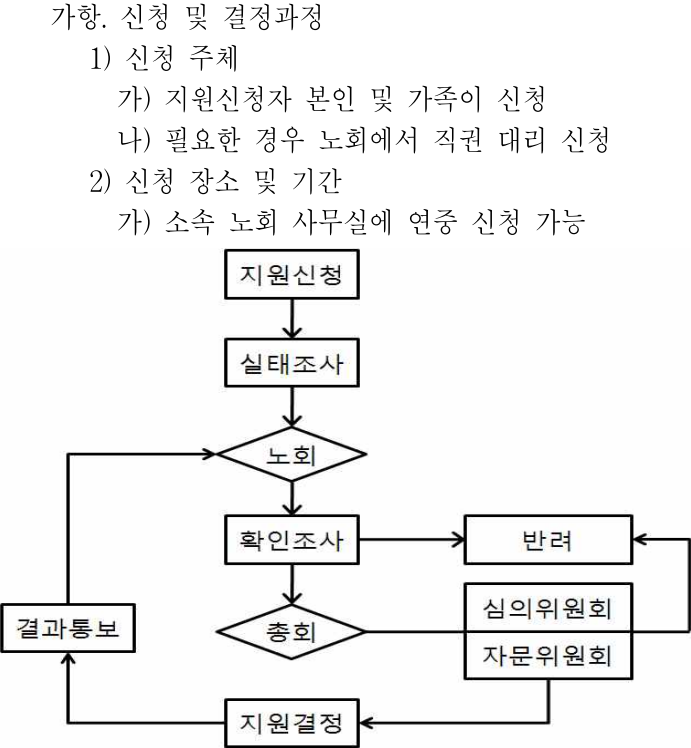 가항. 신청 및 결정과정
1) 신청 주체
가) 지원신청자 본인 및 가족이 신청
나) 필요한 경우 노회에서 직권 대리 신청
2) 신청 장소 및 기간
가) 소속 노회 사무실에 연중 신청 가능
지원신청
실태조사
노회
확인조사
반려
총회
심의위원회
자문위원회
결과통보
지원결정